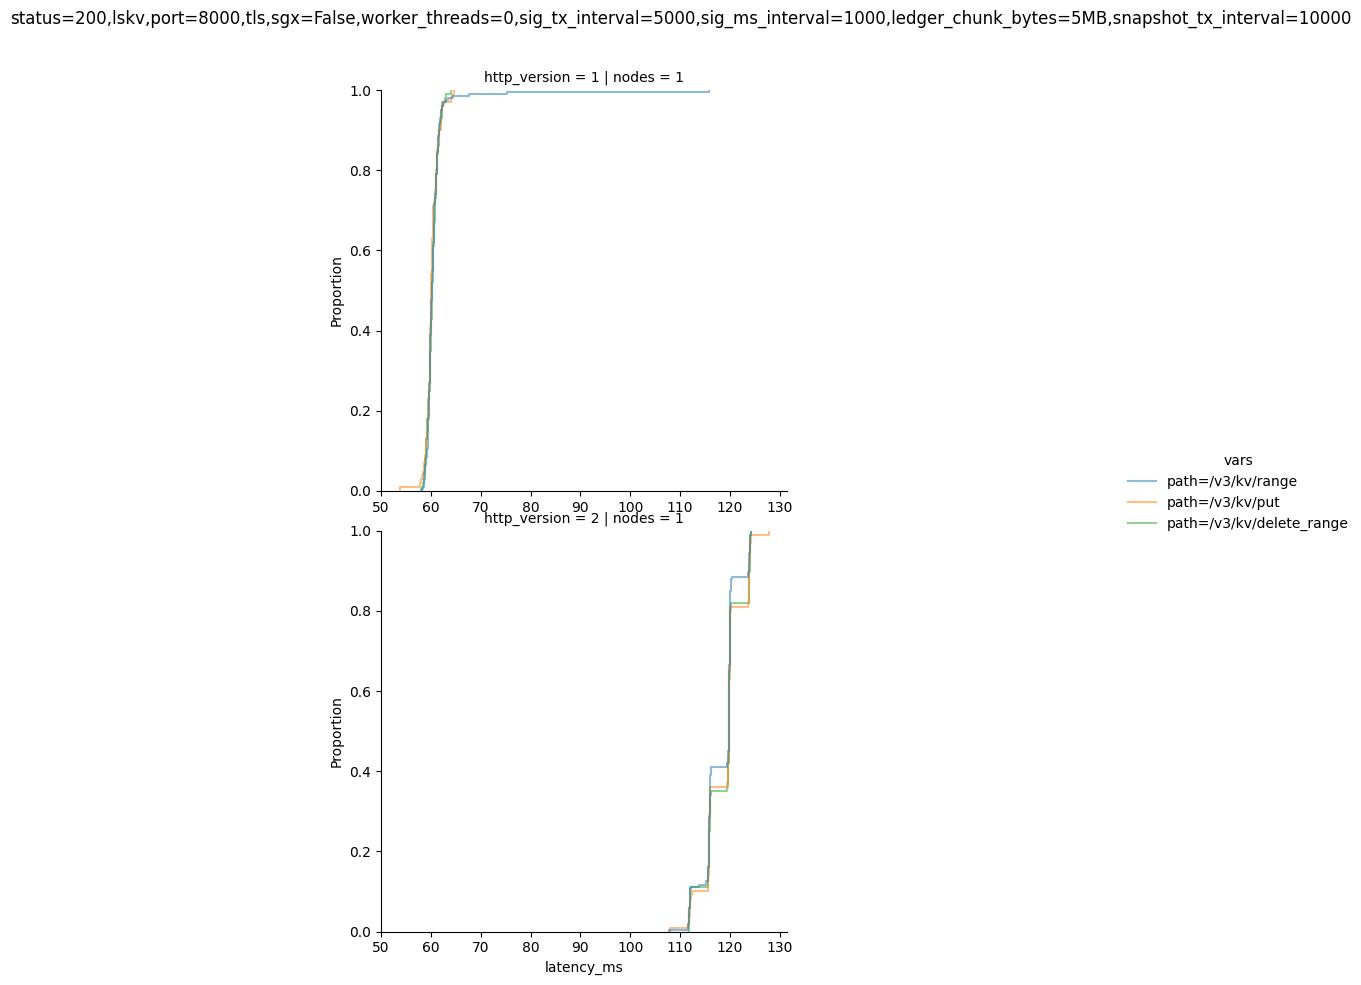 status=200,lskv,port=8000,tls,sgx=False,worker_threads=0,sig_tx_interval=5000,sig_ms_interval=1000,ledger_chunk_bytes=5MB,snapshot_tx_interval=10000
http_version = 1 | nodes = 1
1.0
0.8
0.6
0.4
0.2
0.0
Proportion
50 60 70 80 90 100 110 120 130
http_version = 2 | nodes = 1
1.0
0.8
0.6
0.4
0.2
0.0
Proportion
50 60 70 80 90 100 110 120 130
latency_ms
vars
path=/v3/kv/range
path=/v3/kv/put
path=/v3/kv/delete_range